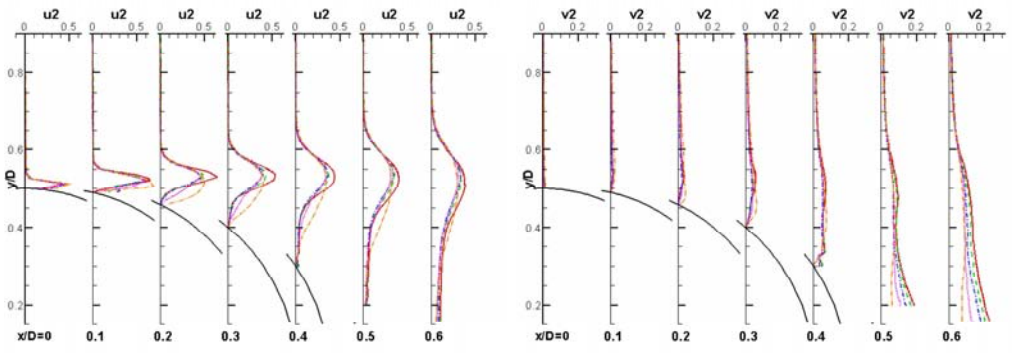 u2 u2 u2 u2 u2 u2 u2 v2 v2 v2 v2 v2 v2 v2
0 0.5 0 0.5 0 0.5 0 0.5 0 0.5 0 0.5 0 0.5 0 0.2 0 0.2 0 0.2 0 0.2 0 0.2 0 0.2 0 0.2
0.8 0.8
0.6 0.6
y/D y/D
0.4 0.4
0.2 0.2
x/D=0 0.1 0.2 0.3 0.4 0.5 0.6 x/D=0 0.1 0.2 0.3 0.4 0.5 0.6